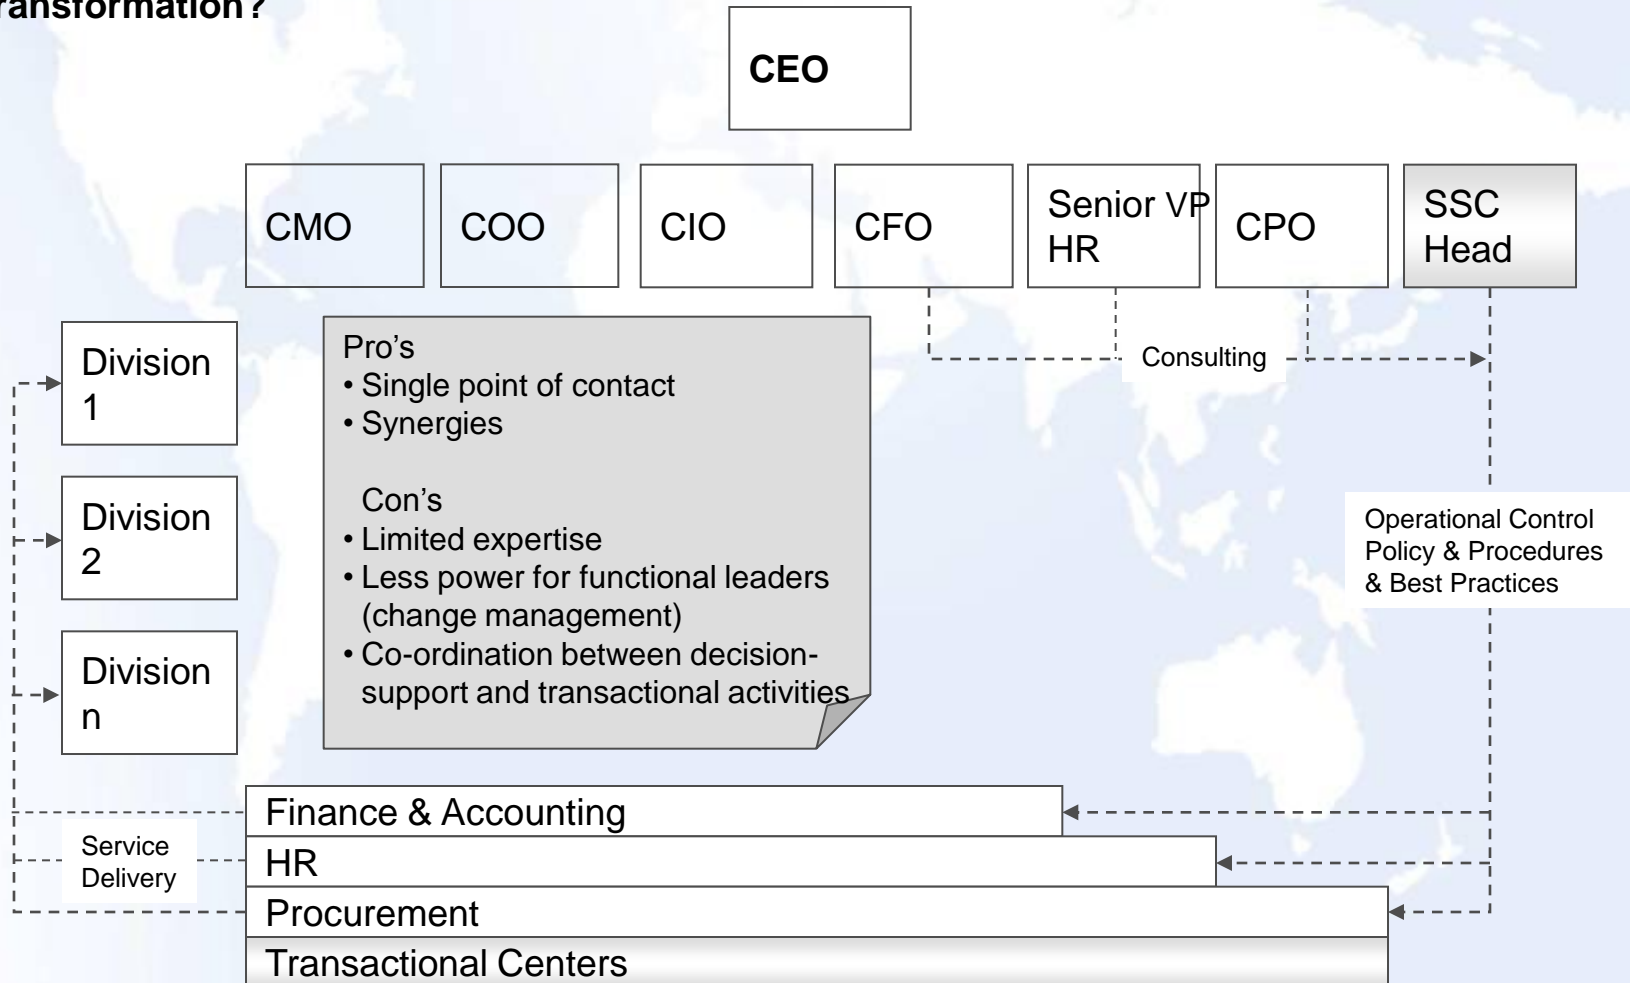 ransformation?
CEO
CMO
COO
CIO
CFO
Senior VP
HR
CPO
SSC
Head
Consulting
Division
1
Division
2
Division
n
Pro's
• Single point of contact
• Synergies
Con's
• Limited expertise
• Less power for functional leaders
(change management)
• Co-ordination between decision-
support and transactional activities
Operational Control
Policy & Procedures
& Best Practices
Service
Delivery
Finance & Accounting
HR
Procurement
Transactional Centers